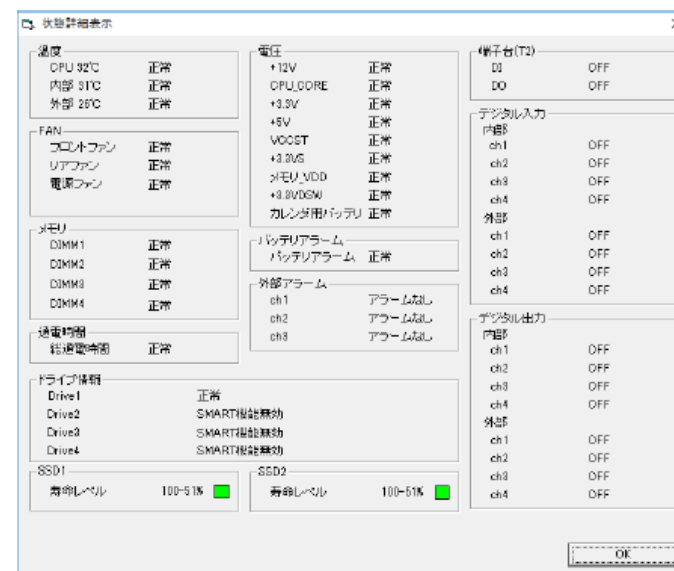 状態詳細表示
温度
CPU 32℃ 正常
内部 31℃ 正常
外部 26℃ 正常
FAN
フロントファン 正常
リアファン 正常
電源ファン 正常
メモリ
DIMM1 正常
DIMM2 正常
DIMM3 正常
DIMM4 正常
通電時間
総通電時間 正常
電圧
+12V 正常
CPU_CORE 正常
+3.3V 正常
+5V 正常
VCCST 正常
+3.3VS 正常
メモリ_VDD 正常
+3.3VDSW 正常
カレンダ用バッテリ 正常
バッテリアラーム
バッテリアラーム 正常
外部アラーム
ch1 アラームなし
ch2 アラームなし
ch3 アラームなし
ドライブ情報
Drive1 正常
Drive2 SMART機能無効
Drive3 SMART機能無効
Drive4 SMART機能無効
SSD1
寿命レベル 100-51%
SSD2
寿命レベル 100-51%
端子台(T2)
DI OFF
DO OFF
デジタル入力
内部
ch1 OFF
ch2 OFF
ch3 OFF
ch4 OFF
外部
ch1 OFF
ch2 OFF
ch3 OFF
ch4 OFF
デジタル出力
内部
ch1 OFF
ch2 OFF
ch3 OFF
ch4 OFF
外部
ch1 OFF
ch2 OFF
ch3 OFF
ch4 OFF
OK